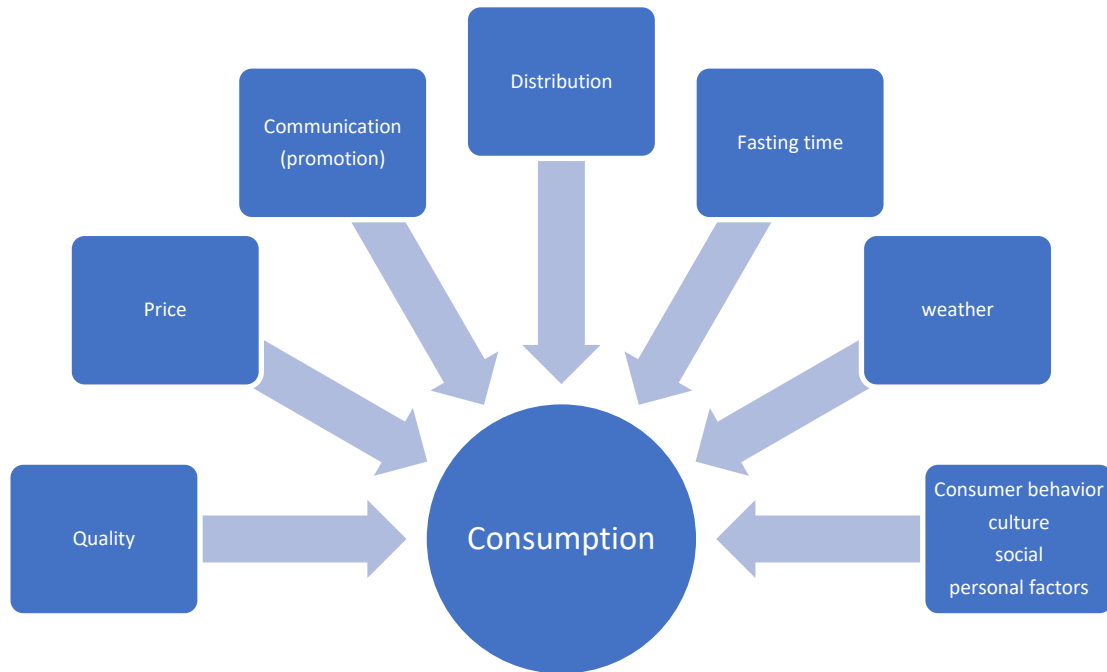 Distribution
Communication
(promotion)
Fasting time
Price
weather
Quality
Consumption
Consumer behavior
culture
social
personal factors